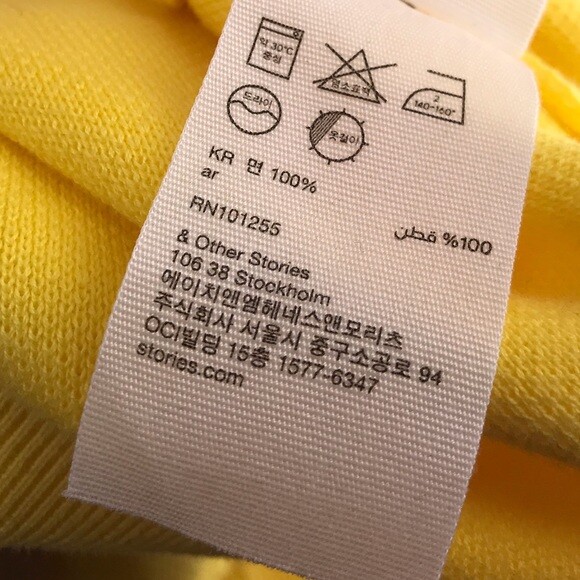 약 30℃
중성
염소표백
2
140~160°
드라이
옷걸이
KR 면 100%
ar
%100 قطن
RN101255
& Other Stories
106 38 Stockholm
에이치앤엠헤네스앤모리츠
주식회사 서울시 중구소공로 94
OCI빌딩 15층 1577-6347
stories.com